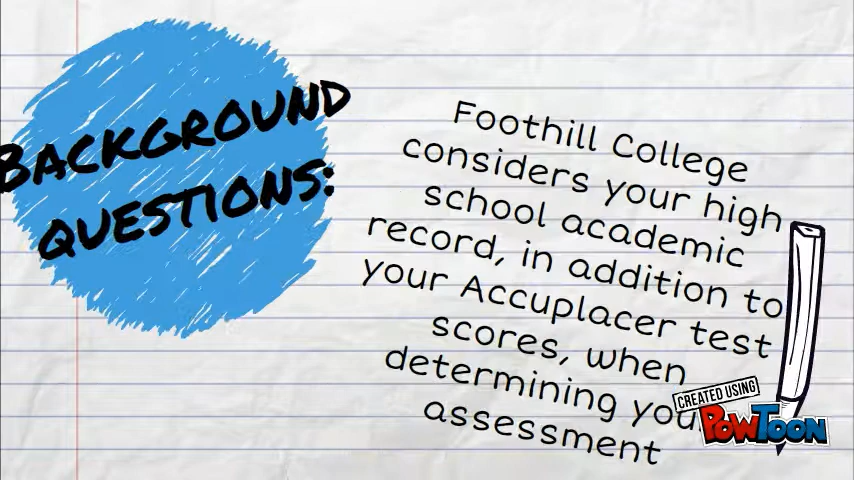 BACKGROUND
QUESTIONS:
Foothill College
considers your high
school academic
record, in addition to
your Accuplacer test
scores, when
determining you
assessment
CREATED USING
POWTOON